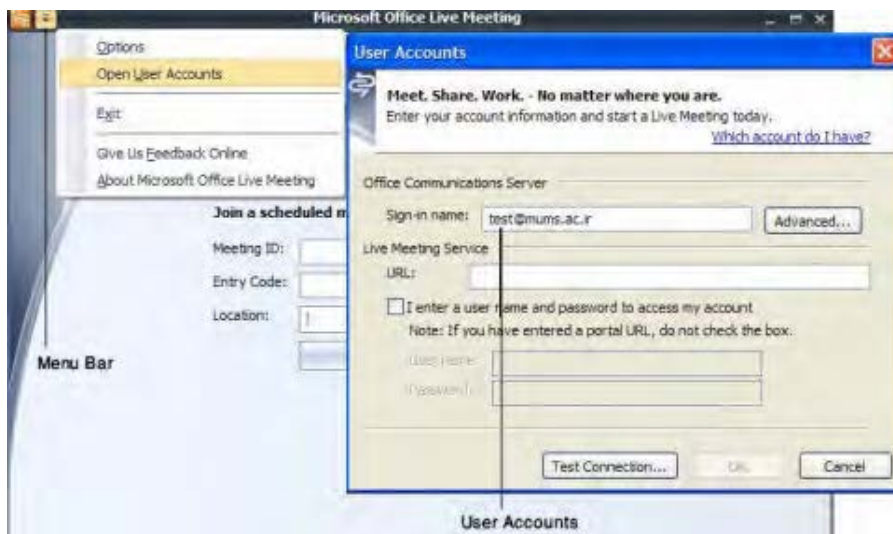 Microsoft Office Live Meeting
Options
Open User Accounts
Exit
Give Us Feedback Online
About Microsoft Office Live Meeting
Join a scheduled m
Meeting ID:
Entry Code:
Location:
Menu Bar
User Accounts
Meet. Share. Work. - No matter where you are.
Enter your account information and start a Live Meeting today.
Which account do I have?
Office Communications Server
Sign-in name: test@mums.ac.ir Advanced...
Live Meeting Service
URL:
I enter a user name and password to access my account
Note: If you have entered a portal URL, do not check the box.
User name:
Password:
Test Connection... OK Cancel
User Accounts